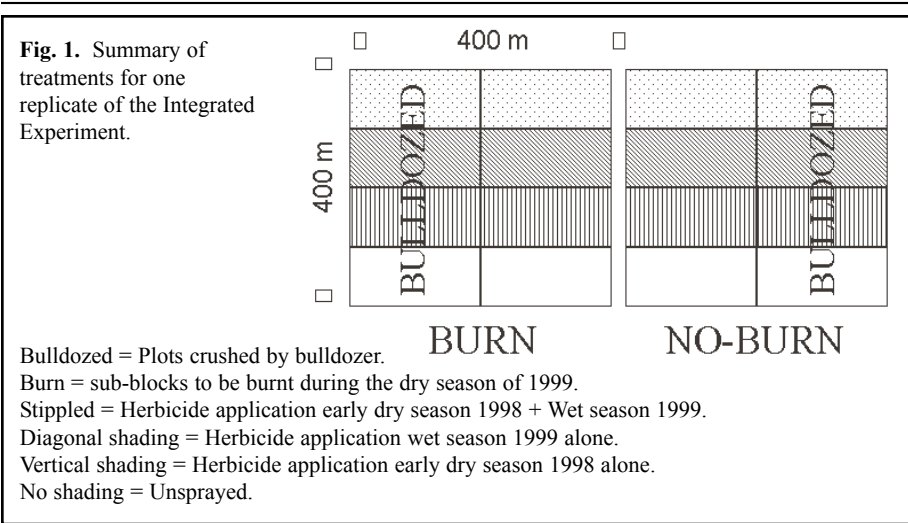 Fig. 1. Summary of
treatments for one
replicate of the Integrated
Experiment.
400 m
400 m
BULLDOZED
BULLDOZED
BURN
NO-BURN
Bulldozed = Plots crushed by bulldozer.
Burn = sub-blocks to be burnt during the dry season of 1999.
Stippled = Herbicide application early dry season 1998 + Wet season 1999.
Diagonal shading = Herbicide application wet season 1999 alone.
Vertical shading = Herbicide application early dry season 1998 alone.
No shading = Unsprayed.